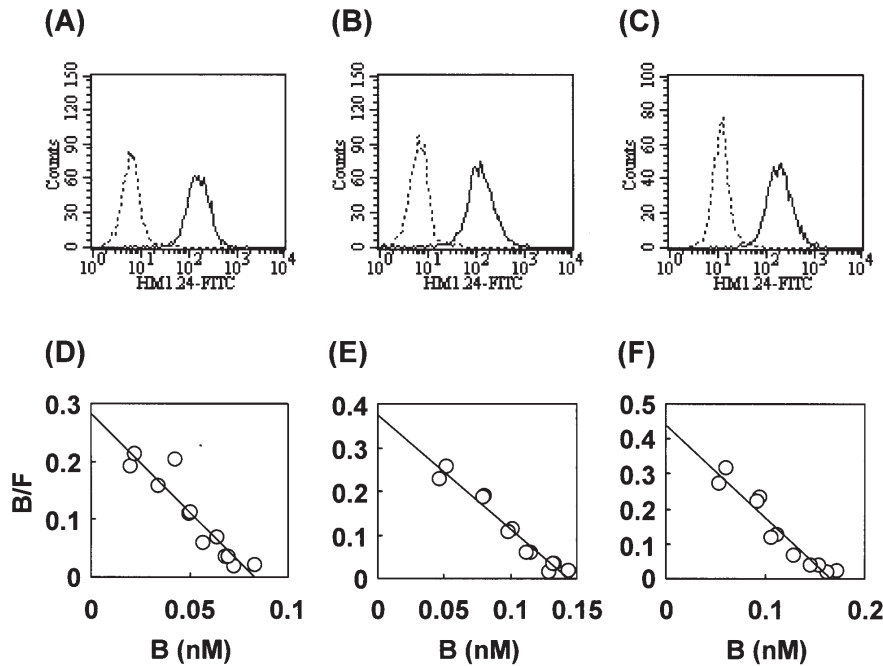 (A)
(B)
(C)
Counts
0 30 60 90 120 150
10^0 10^1 10^2 10^3 10^4
HM1.24-FITC
Counts
0 30 60 90 120 150
10^0 10^1 10^2 10^3 10^4
HM1.24-FITC
Counts
0 20 40 60 80 100
10^0 10^1 10^2 10^3 10^4
HM1.24-FITC
(D)
(E)
(F)
B/F
0.3
0.2
0.1
0
0 0.05 0.1
B (nM)
0.4
0.3
0.2
0.1
0
0 0.05 0.1 0.15
B (nM)
0.5
0.4
0.3
0.2
0.1
0
0 0.1 0.2
B (nM)